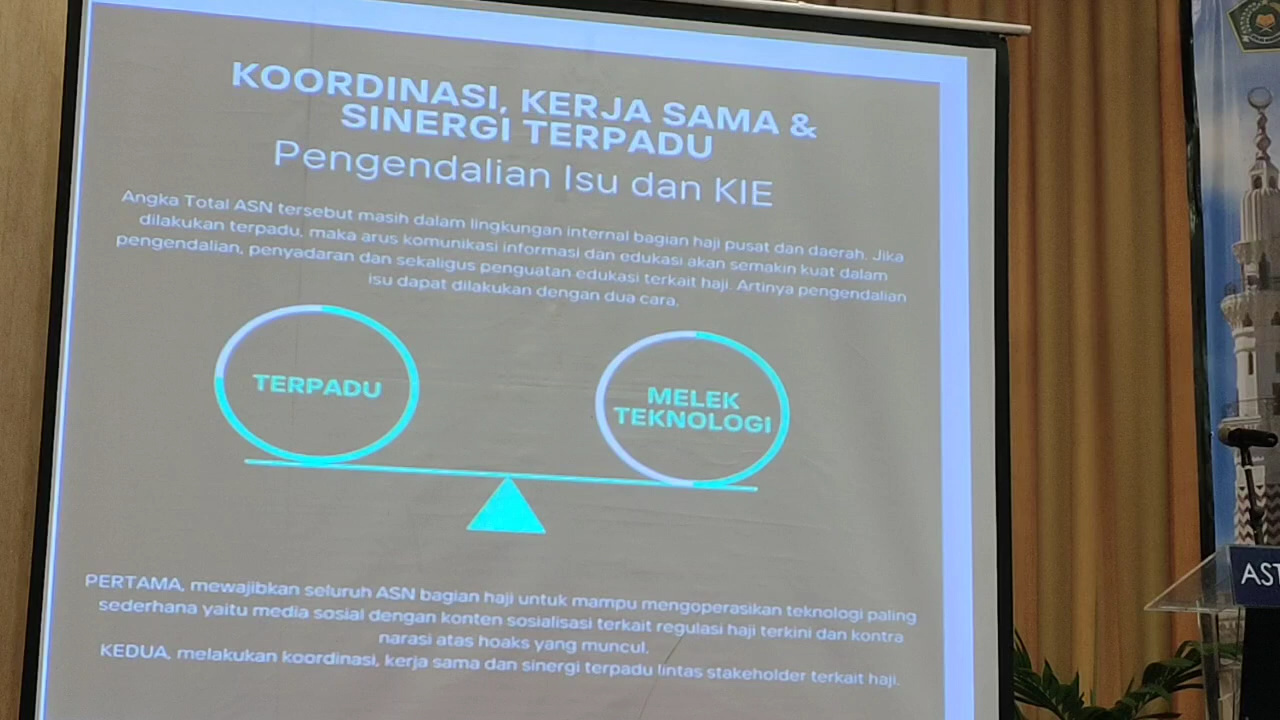 KOORDINASI, KERJA SAMA &
SINERGI TERPADU
Pengendalian Isu dan KIE
Angka Total ASN tersebut masih dalam lingkungan internal bagian haji pusat dan daerah. Jika
dilakukan terpadu, maka arus komunikasi informasi dan edukasi akan semakin kuat dalam
pengendalian, penyadaran dan sekaligus penguatan edukasi terkait haji. Artinya pengendalian
isu dapat dilakukan dengan dua cara.
TERPADU
MELEK
TEKNOLOGI
PERTAMA, mewajibkan seluruh ASN bagian haji untuk mampu mengoperasikan teknologi paling
sederhana yaitu media sosial dengan konten sosialisasi terkait regulasi haji terkini dan kontra
narasi atas hoaks yang muncul.
KEDUA, melakukan koordinasi, kerja sama dan sinergi terpadu lintas stakeholder terkait haji.
AST